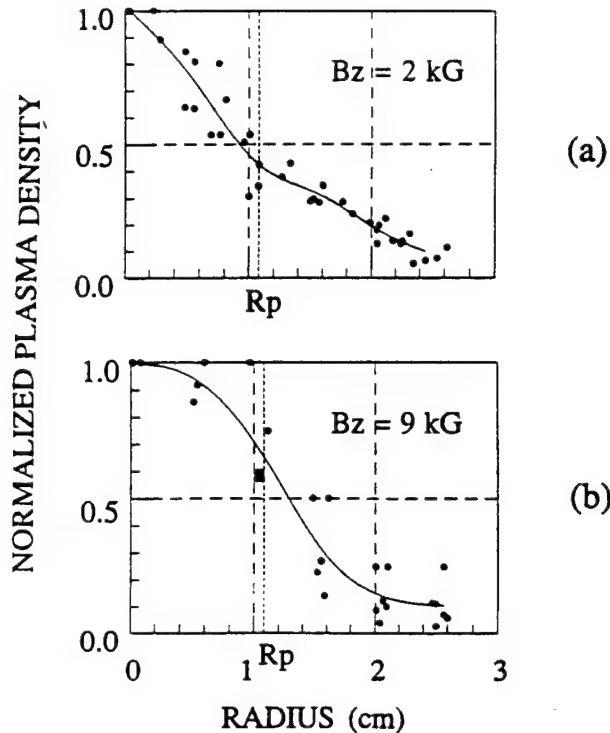 NORMALIZED PLASMA DENSITY
1.0
0.5
0.0
Bz = 2 kG
(a)
Rp
1.0
0.5
0.0
Bz = 9 kG
(b)
0
1
Rp
2
3
RADIUS (cm)